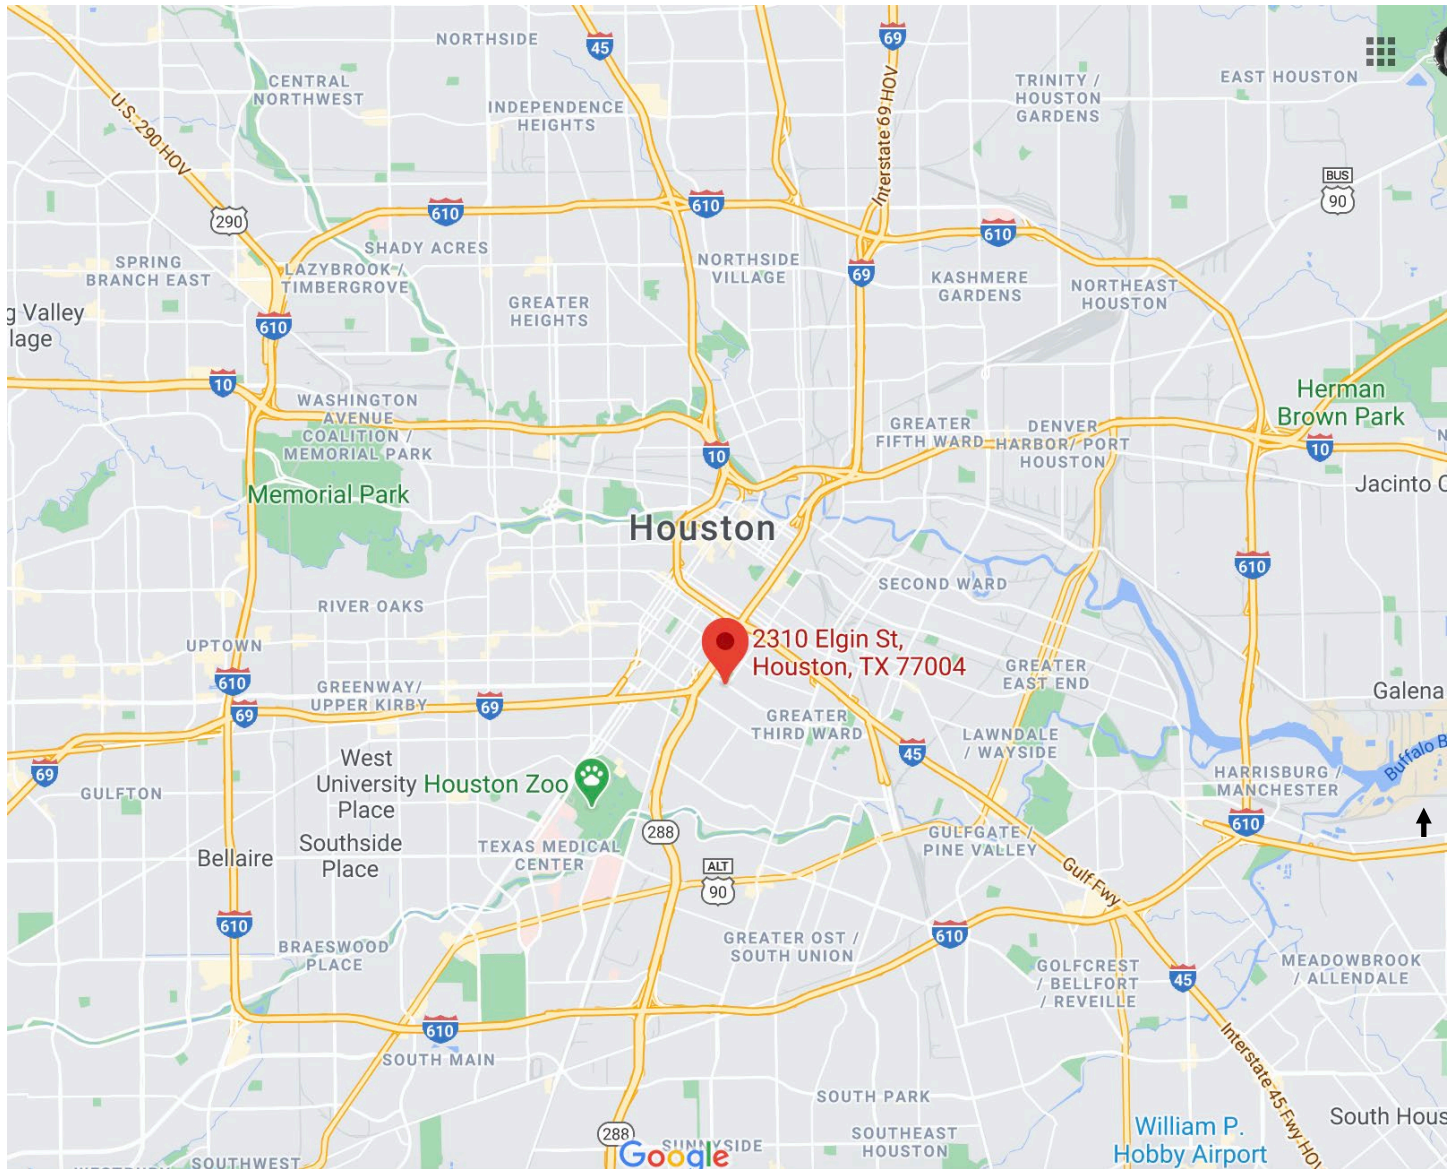 NORTHSIDE
45
69
CENTRAL
NORTHWEST
TRINITY /
HOUSTON
GARDENS
EAST HOUSTON
U.S. 290 HOV
INDEPENDENCE
HEIGHTS
Interstate 69 HOV
BUS
90
290
610
610
610
SHADY ACRES
SPRING
BRANCH EAST
LAZYBROOK /
TIMBERGROVE
NORTHSIDE
VILLAGE
69
KASHMERE
GARDENS
NORTHEAST
HOUSTON
g Valley
lage
610
GREATER
HEIGHTS
10
WASHINGTON
AVENUE
COALITION /
MEMORIAL PARK
Herman
Brown Park
GREATER
FIFTH WARD
DENVER
HARBOR/ PORT
HOUSTON
10
10
N
Memorial Park
Jacinto C
Houston
610
SECOND WARD
RIVER OAKS
UPTOWN
2310 Elgin St,
Houston, TX 77004
610
GREENWAY/
UPPER KIRBY
69
69
GREATER
EAST END
Galena
GREATER
THIRD WARD
LAWNDALE
/ WAYSIDE
45
69
GULFTON
West
University
Place
Houston Zoo
HARRISBURG /
MANCHESTER
Buffalo B
610
Bellaire
Southside
Place
TEXAS MEDICAL
CENTER
288
GULFGATE /
PINE VALLEY
ALT
90
Gulf Fwy
610
610
BRAESWOOD
PLACE
GREATER OST /
SOUTH UNION
GOLFCREST
/ BELLFORT
/ REVEILLE
45
MEADOWBROOK
/ ALLENDALE
610
SOUTH MAIN
Interstate 45 Fwy HOV
SOUTH PARK
South Hous
288
SUNNYSIDE
Google
SOUTHEAST
HOUSTON
William P.
Hobby Airport
SOUTHWEST